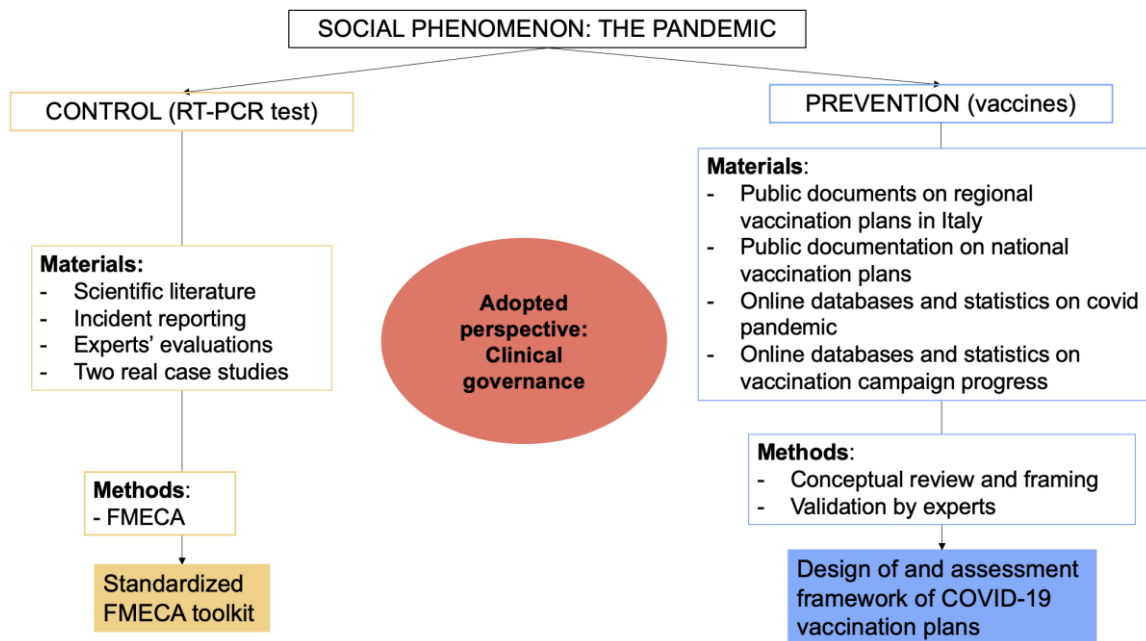 SOCIAL PHENOMENON: THE PANDEMIC
CONTROL (RT-PCR test)
Materials:
- Scientific literature
- Incident reporting
- Experts' evaluations
- Two real case studies
Methods:
- FMECA
Standardized
FMECA toolkit
Adopted
perspective:
Clinical
governance
PREVENTION (vaccines)
Materials:
- Public documents on regional
vaccination plans in Italy
- Public documentation on national
vaccination plans
- Online databases and statistics on covid
pandemic
- Online databases and statistics on
vaccination campaign progress
Methods:
- Conceptual review and framing
- Validation by experts
Design of and assessment
framework of COVID-19
vaccination plans